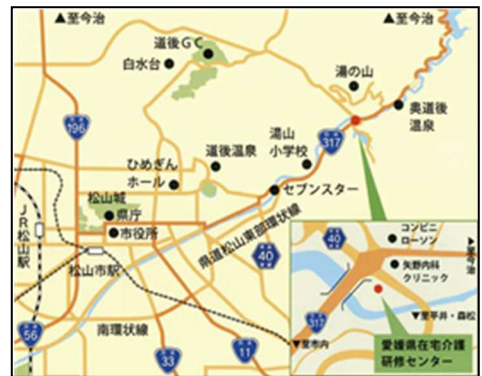 ▲至今治
▲至今治
道後GC
白水台
湯の山
奥道後
温泉
196
317
湯山
小学校
道後温泉
ひめぎん
ホール
セブンスター
松山城
県庁
市役所
JR松山駅
松山市駅
県道松山東部環状線
40
南環状線
56
33
11
40
コンビニ
ローソン
▲至今治
矢野内科
クリニック
317
▼至市内
▼至平井・森松
愛媛県在宅介護
研修センター